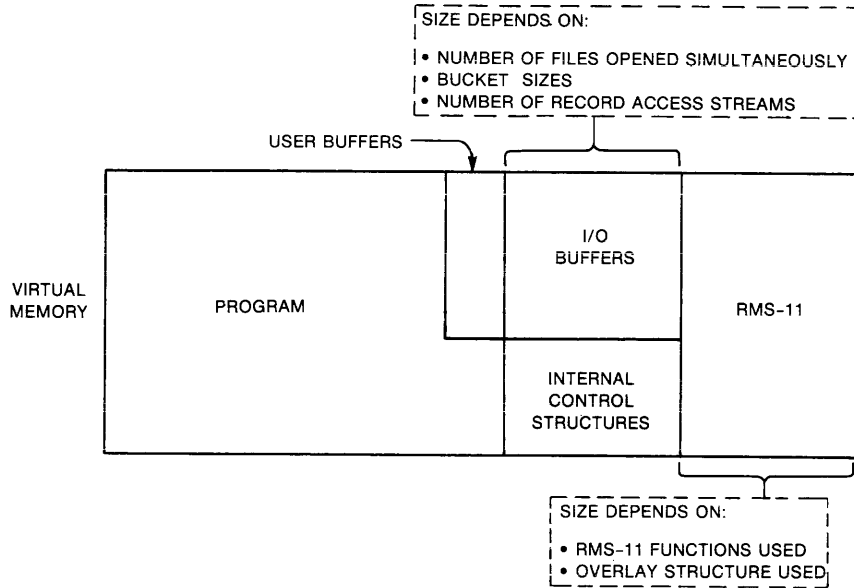 SIZE DEPENDS ON:
• NUMBER OF FILES OPENED SIMULTANEOUSLY
• BUCKET SIZES
• NUMBER OF RECORD ACCESS STREAMS
USER BUFFERS
VIRTUAL
MEMORY
PROGRAM
I/O
BUFFERS
RMS-11
INTERNAL
CONTROL
STRUCTURES
SIZE DEPENDS ON:
• RMS-11 FUNCTIONS USED
• OVERLAY STRUCTURE USED